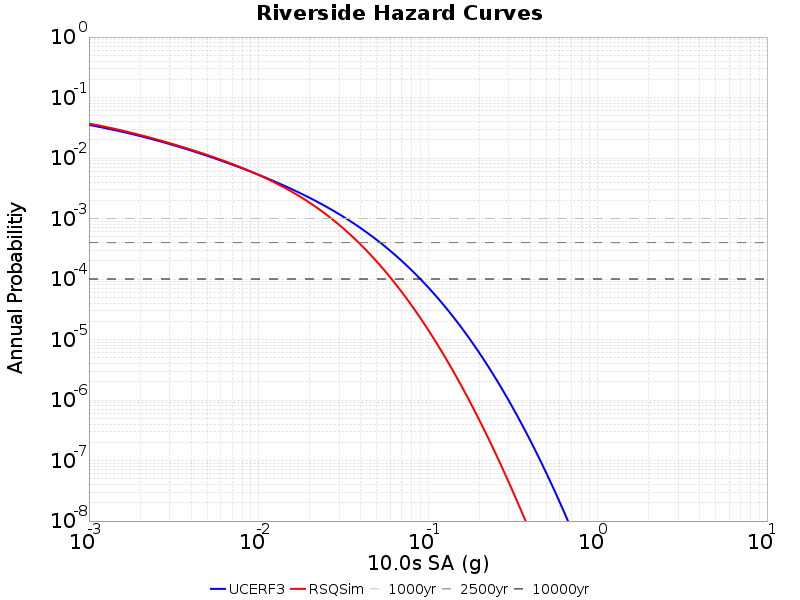 Riverside Hazard Curves
Annual Probabilitiy
10^0
10^-1
10^-2
10^-3
10^-4
10^-5
10^-6
10^-7
10^-8
10^-3 10^-2 10^-1 10^0 10^1
10.0s SA (g)
UCERF3 RSQSim 1000yr 2500yr 10000yr